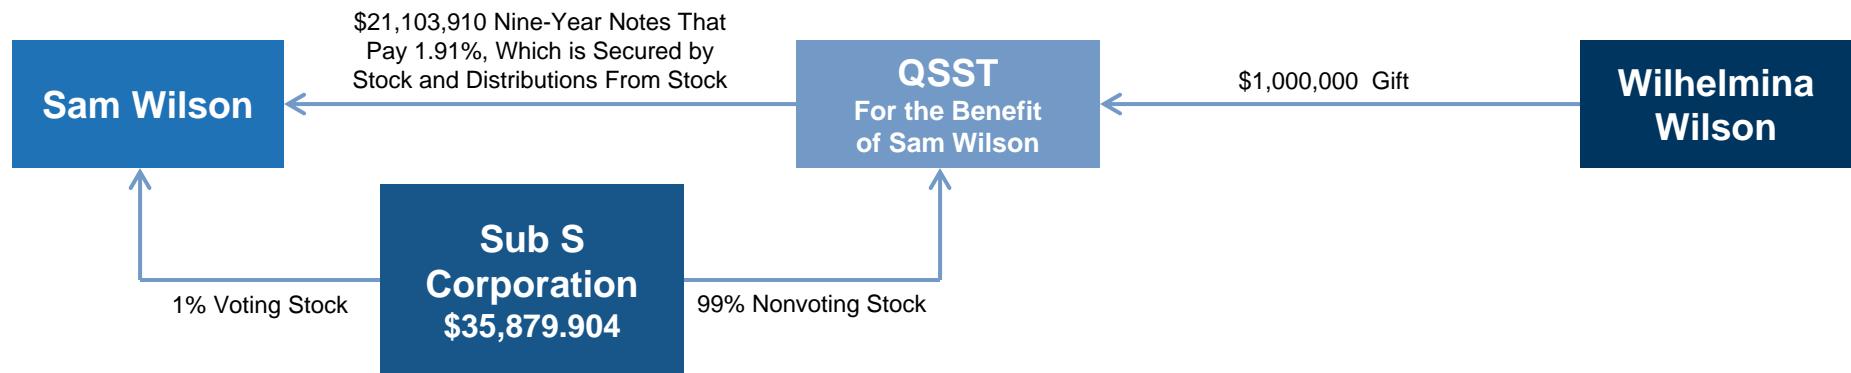 $21,103,910 Nine-Year Notes That
Pay 1.91%, Which is Secured by
Stock and Distributions From Stock
Sam Wilson
QSST
For the Benefit
of Sam Wilson
$1,000,000 Gift
Wilhelmina
Wilson
Sub S
Corporation
$35,879.904
1% Voting Stock
99% Nonvoting Stock